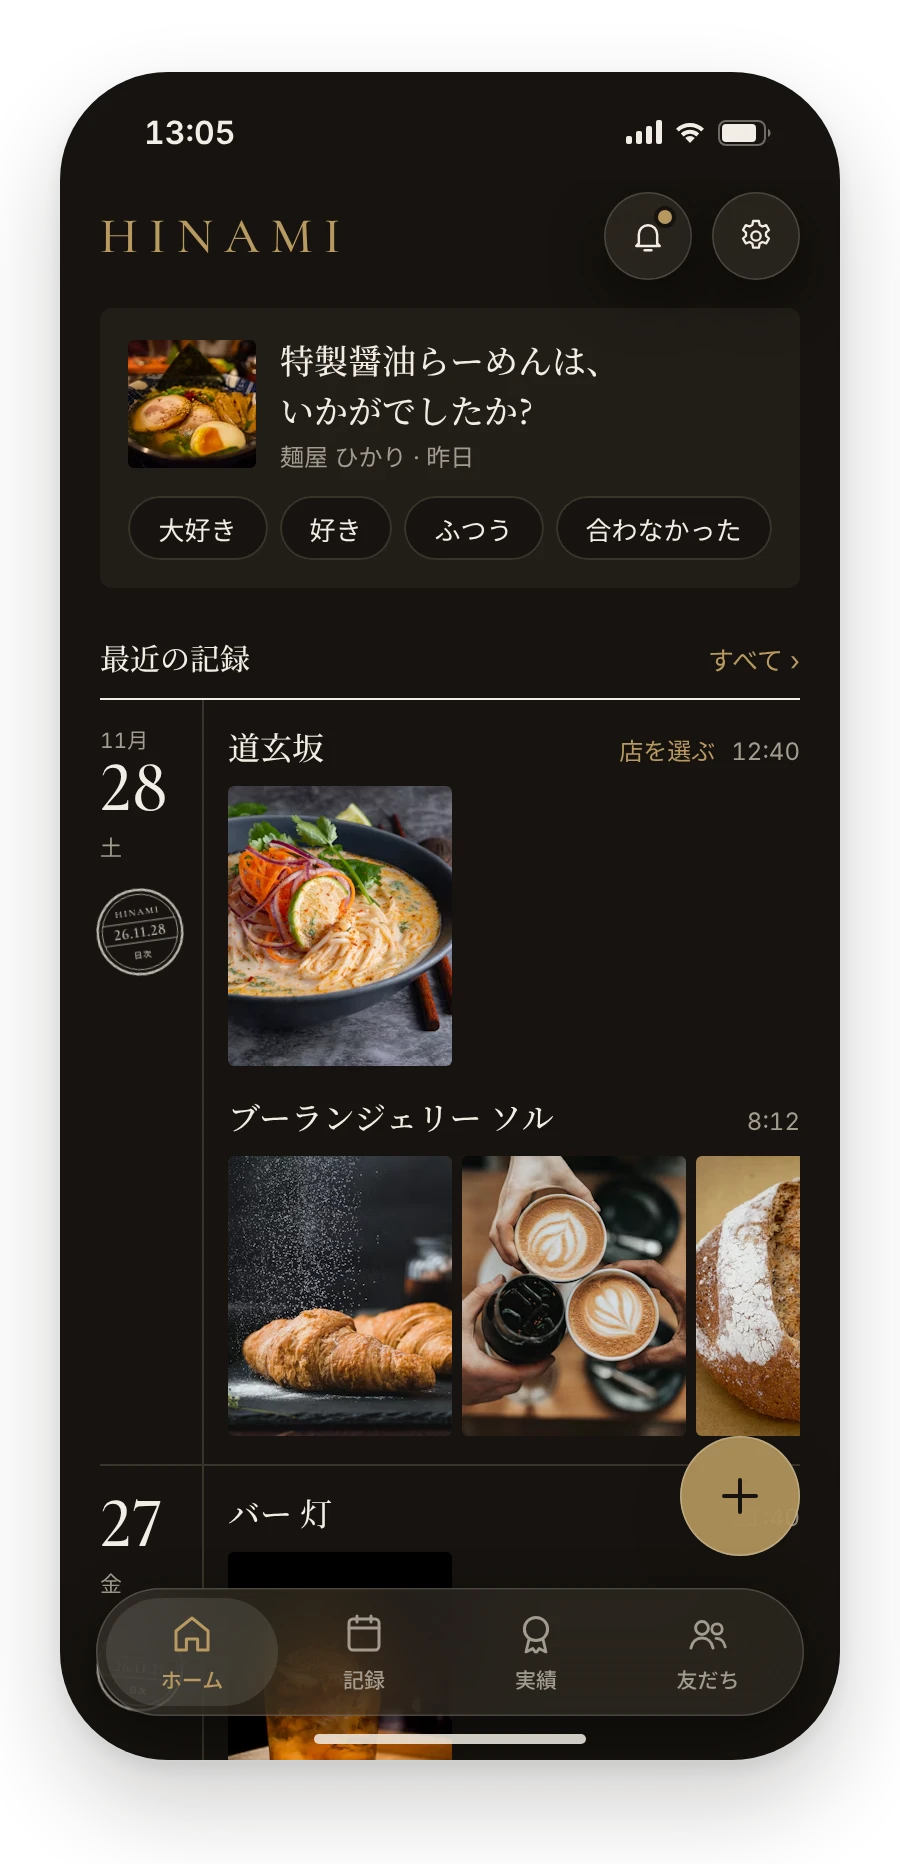 13:05
HINAMI
特製醤油らーめんは、
いかがでしたか?
麺屋 ひかり · 昨日
大好き
好き
ふつう
合わなかった
最近の記録
すべて ›
11月
28
土
HINAMI
26.11.28
日次
道玄坂
店を選ぶ 12:40
ブーランジェリー ソル
8:12
27
金
バー 灯
ホーム
記録
実績
友だち